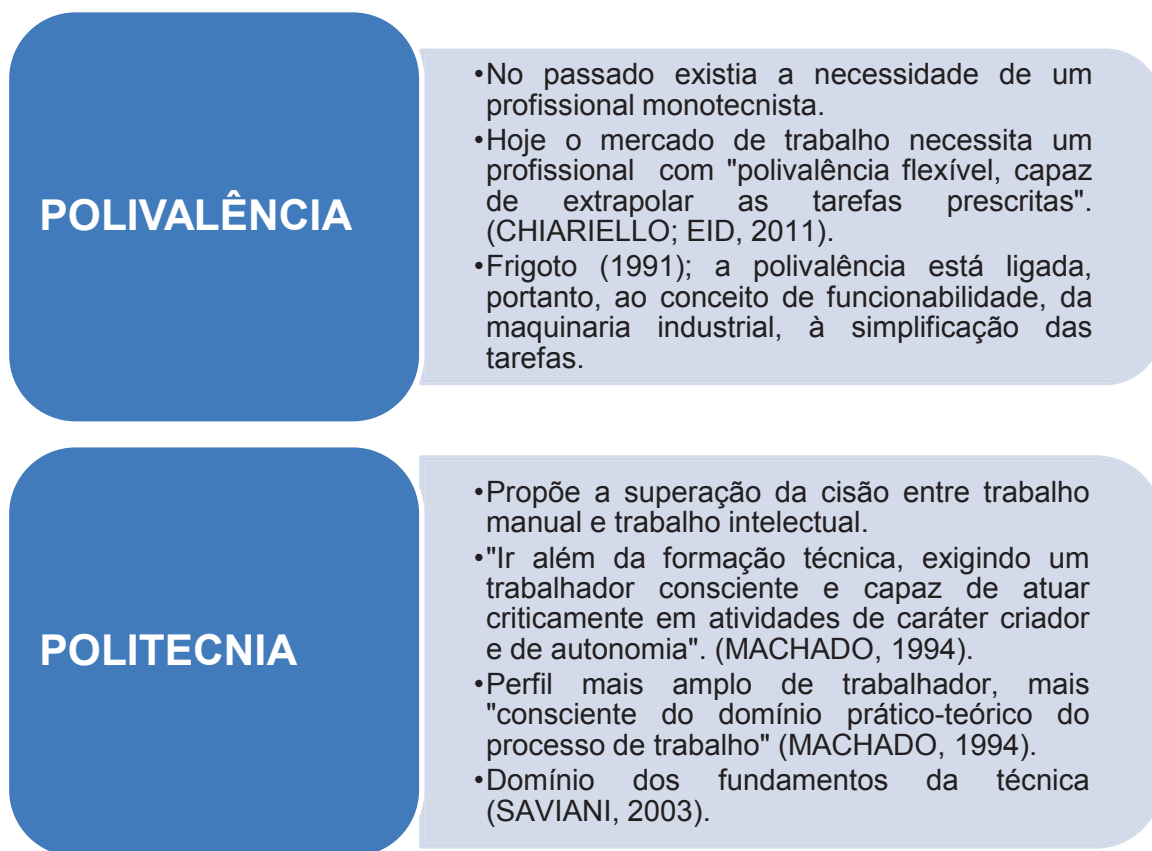 POLIVALÊNCIA
•No passado existia a necessidade de um
profissional monotecnista.
•Hoje o mercado de trabalho necessita um
profissional com "polivalência flexível, capaz
de extrapolar as tarefas prescritas".
(CHIARIELLO; EID, 2011).
•Frigoto (1991); a polivalência está ligada,
portanto, ao conceito de funcionabilidade, da
maquinaria industrial, à simplificação das
tarefas.
POLITECNIA
•Propõe a superação da cisão entre trabalho
manual e trabalho intelectual.
•"Ir além da formação técnica, exigindo um
trabalhador consciente e capaz de atuar
criticamente em atividades de caráter criador
e de autonomia". (MACHADO, 1994).
•Perfil mais amplo de trabalhador, mais
"consciente do domínio prático-teórico do
processo de trabalho" (MACHADO, 1994).
•Domínio dos fundamentos da técnica
(SAVIANI, 2003).